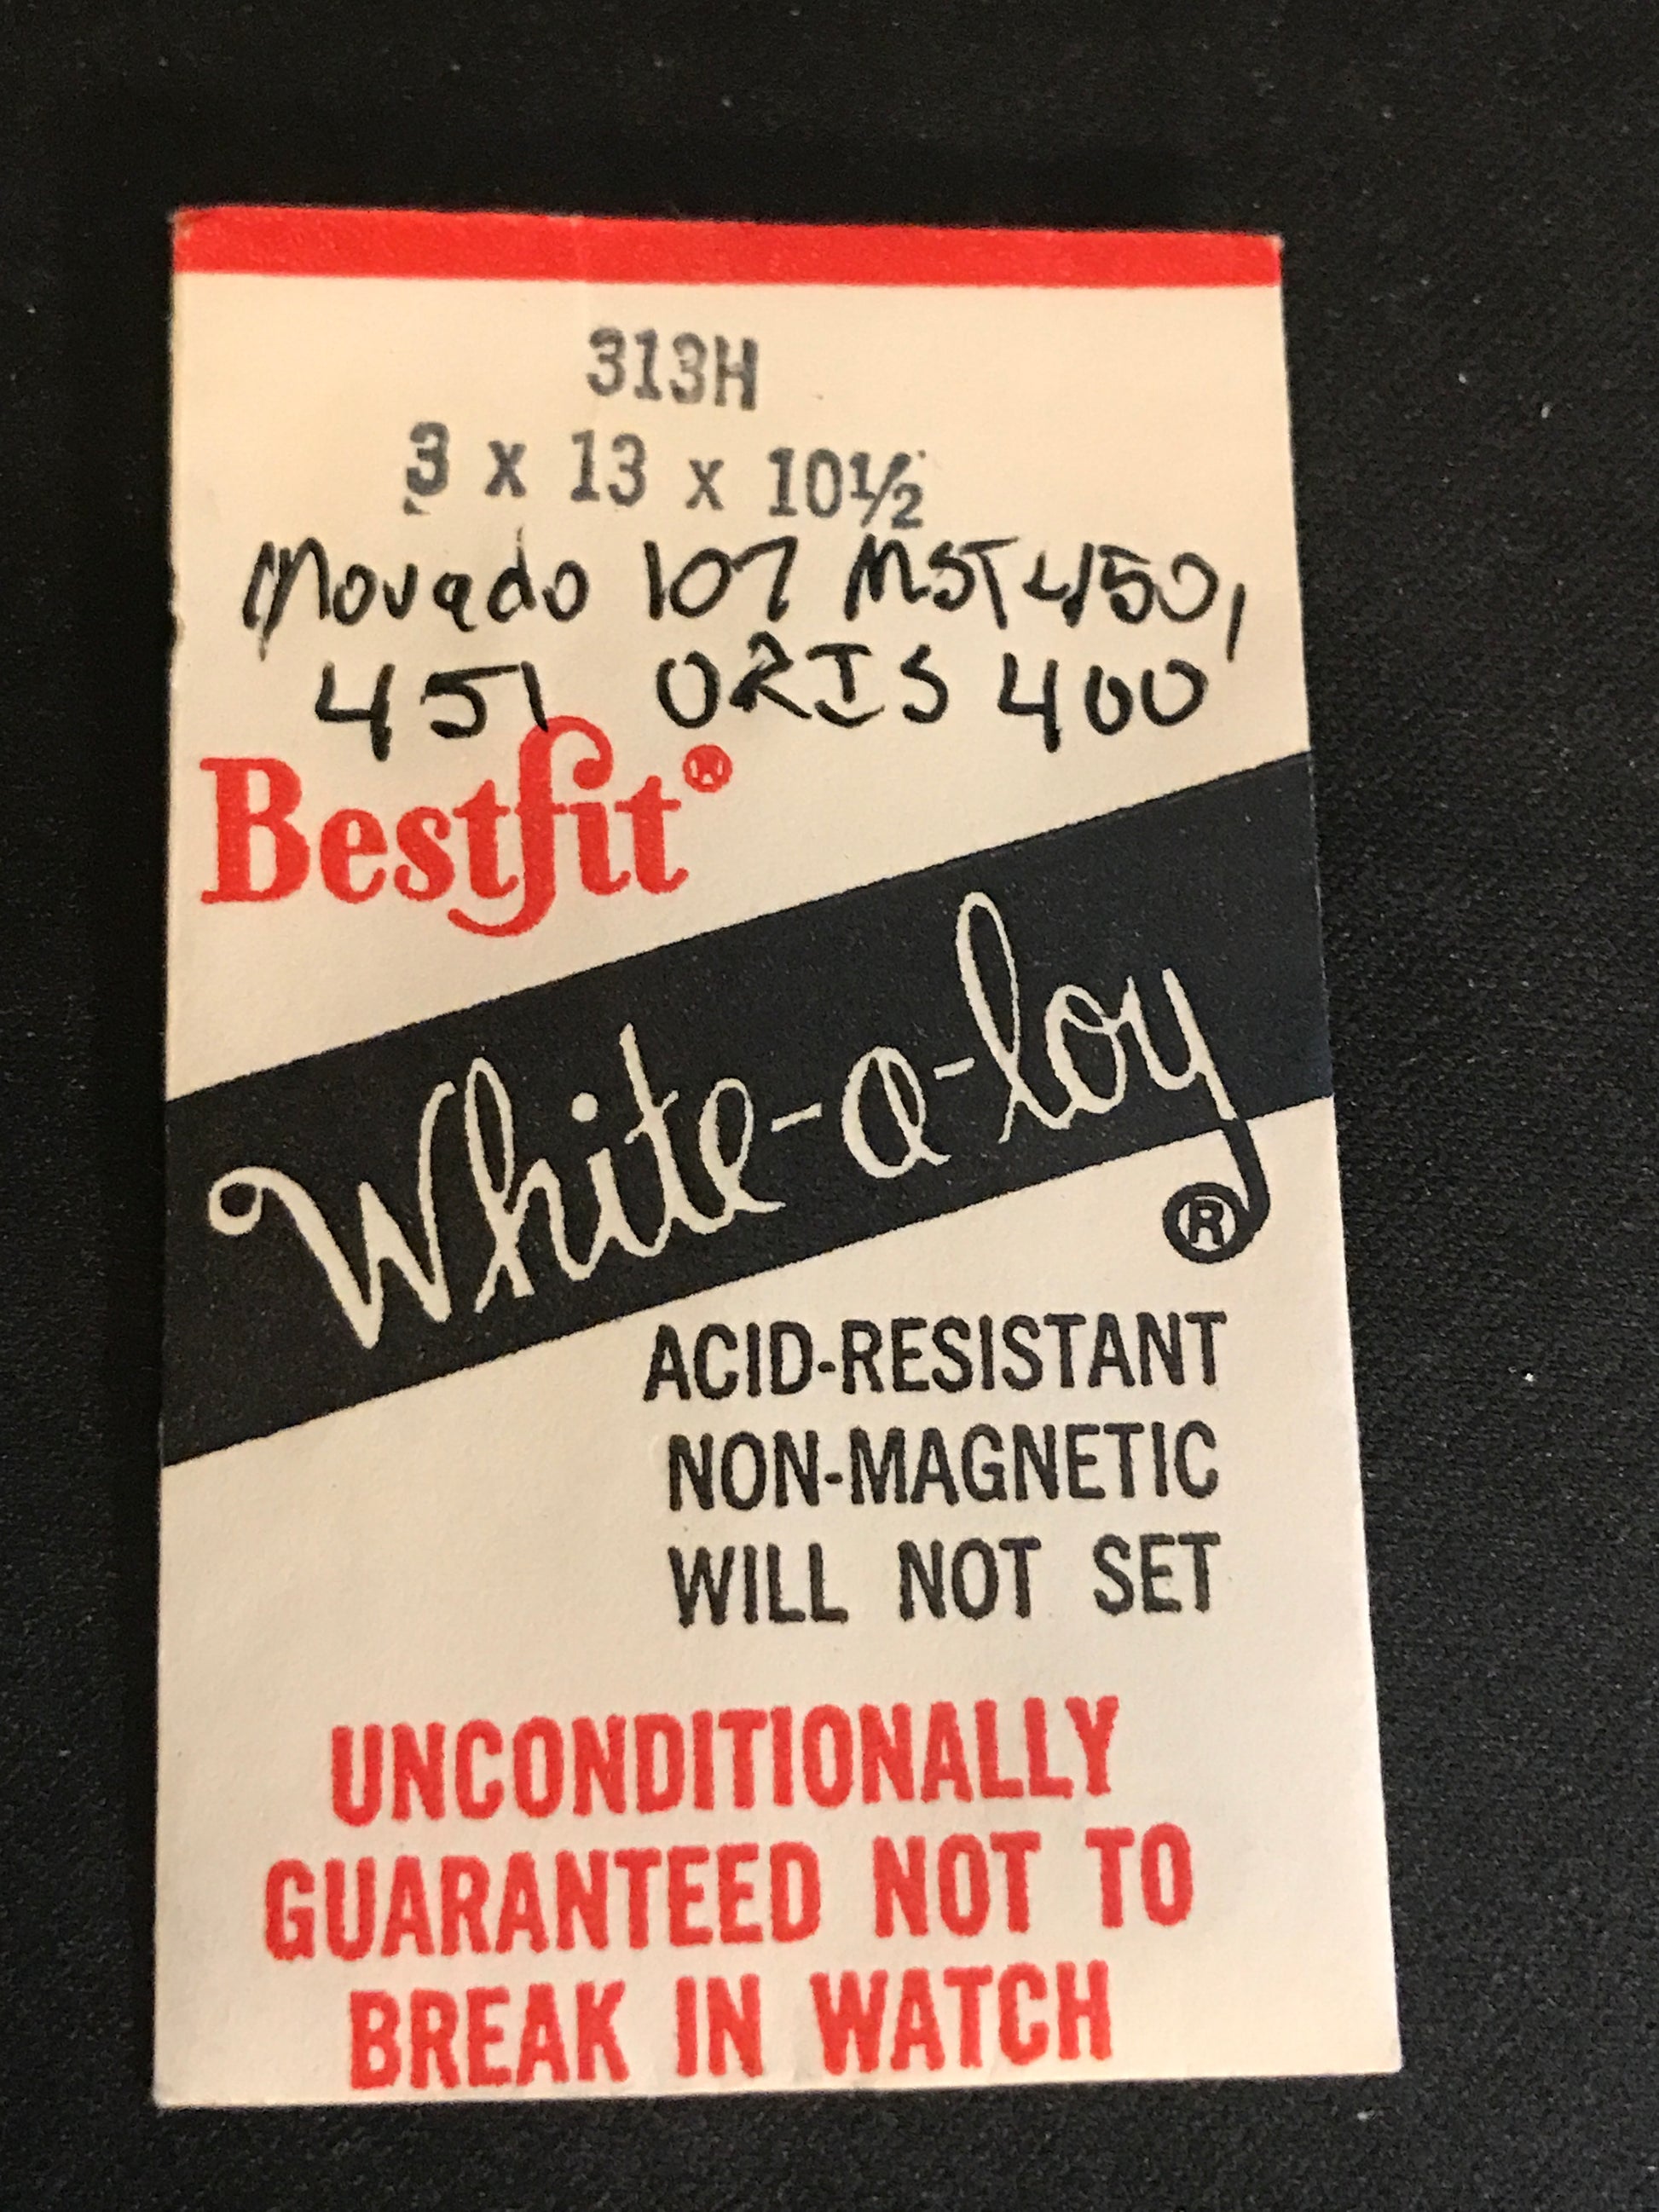 313H
3 x 13 x 10½
Movado 107 MST 450,
451 ORIS 400
Bestfit®
White-a-loy
®
ACID-RESISTANT
NON-MAGNETIC
WILL NOT SET
UNCONDITIONALLY
GUARANTEED NOT TO
BREAK IN WATCH